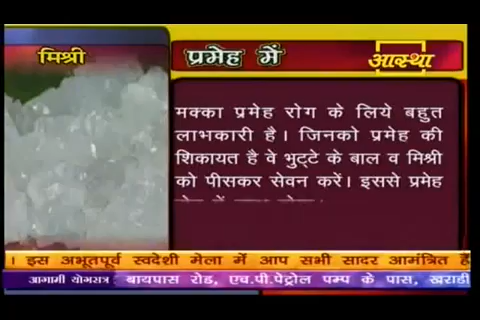 मिश्री
प्रमेह में
आस्था
मक्का प्रमेह रोग के लिये बहुत
लाभकारी है। जिनको प्रमेह की
शिकायत है वे भुट्टे के बाल व मिश्री
को पीसकर सेवन करें। इससे प्रमेह
। इस अभूतपूर्व स्वदेशी मेला में आप सभी सादर आमंत्रित हैं
आगामी योगसत्र बायपास रोड, एच.पी.पेट्रोल पम्प के पास, खराडी